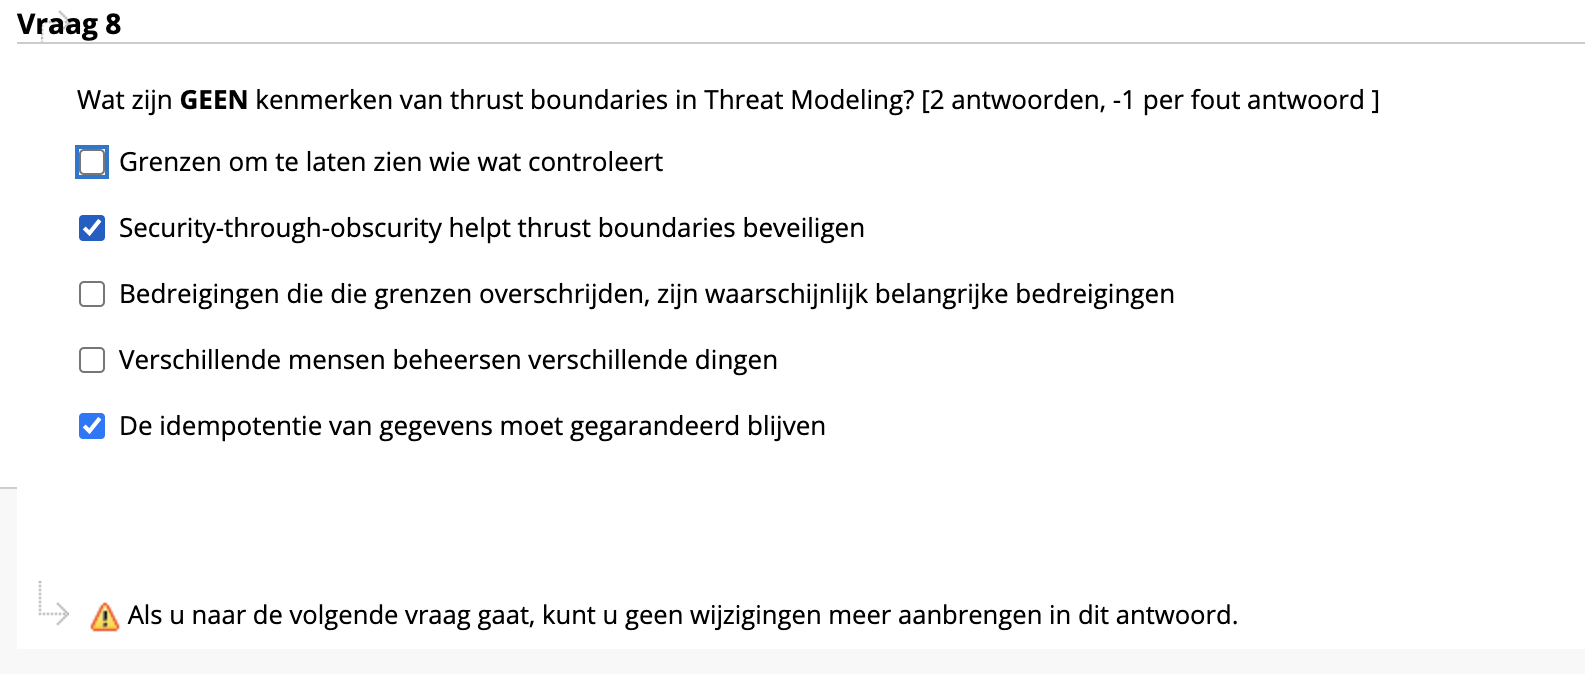 Vraag 8
Wat zijn GEEN kenmerken van thrust boundaries in Threat Modeling? [2 antwoorden, -1 per fout antwoord ]
Grenzen om te laten zien wie wat controleert
Security-through-obscurity helpt thrust boundaries beveiligen
Bedreigingen die die grenzen overschrijden, zijn waarschijnlijk belangrijke bedreigingen
Verschillende mensen beheersen verschillende dingen
De idempotentie van gegevens moet gegarandeerd blijven
Als u naar de volgende vraag gaat, kunt u geen wijzigingen meer aanbrengen in dit antwoord.